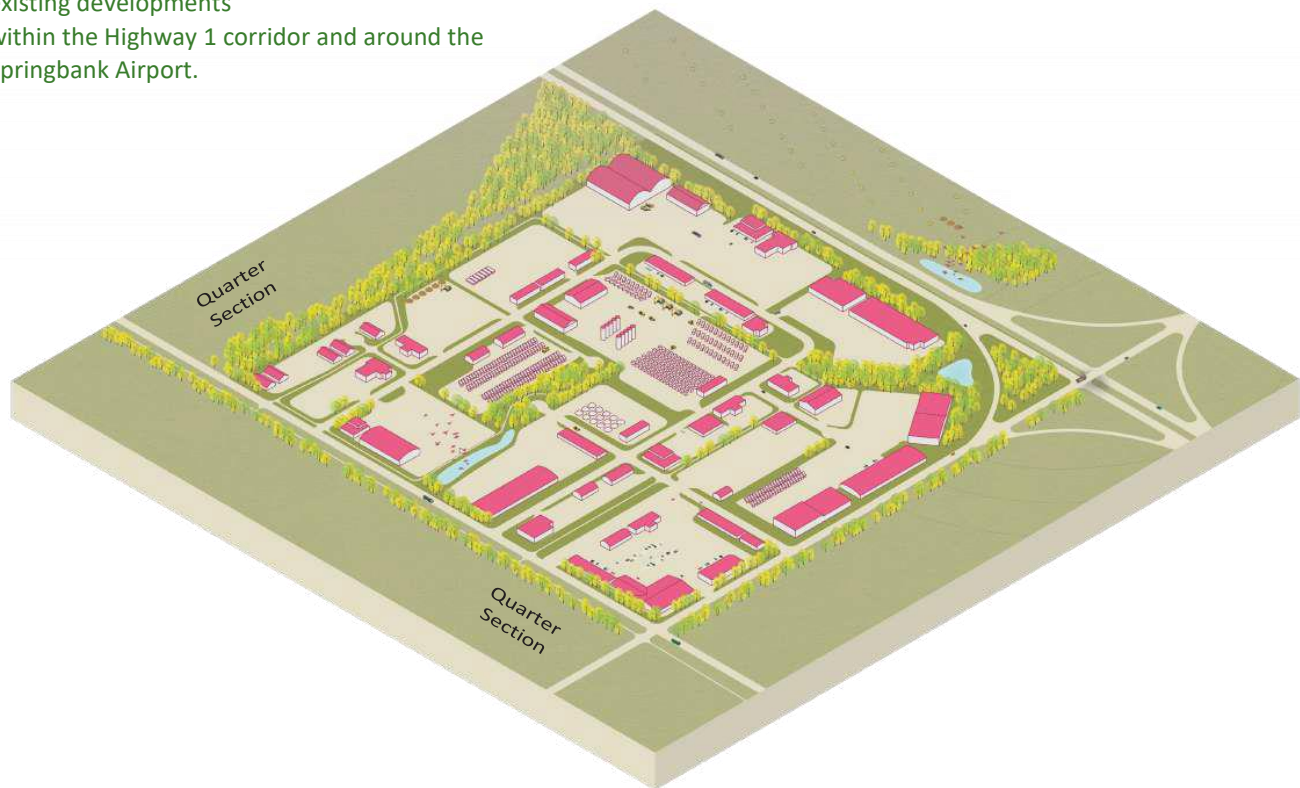 xisting developments
within the Highway 1 corridor and around the
pringbank Airport.
Quarter
Section
Quarter
Section